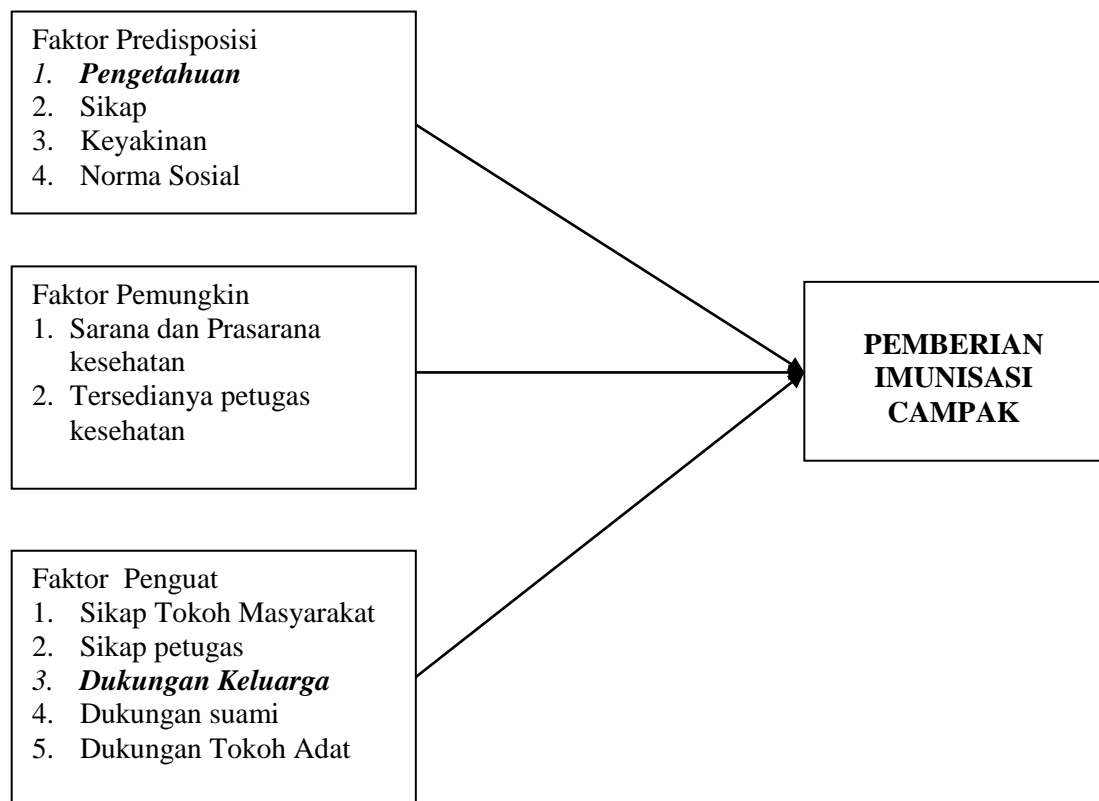 Faktor Predisposisi
1. Pengetahuan
2. Sikap
3. Keyakinan
4. Norma Sosial
Faktor Pemungkin
1. Sarana dan Prasarana
kesehatan
2. Tersedianya petugas
kesehatan
PEMBERIAN
IMUNISASI
CAMPAK
Faktor Penguat
1. Sikap Tokoh Masyarakat
2. Sikap petugas
3. Dukungan Keluarga
4. Dukungan suami
5. Dukungan Tokoh Adat